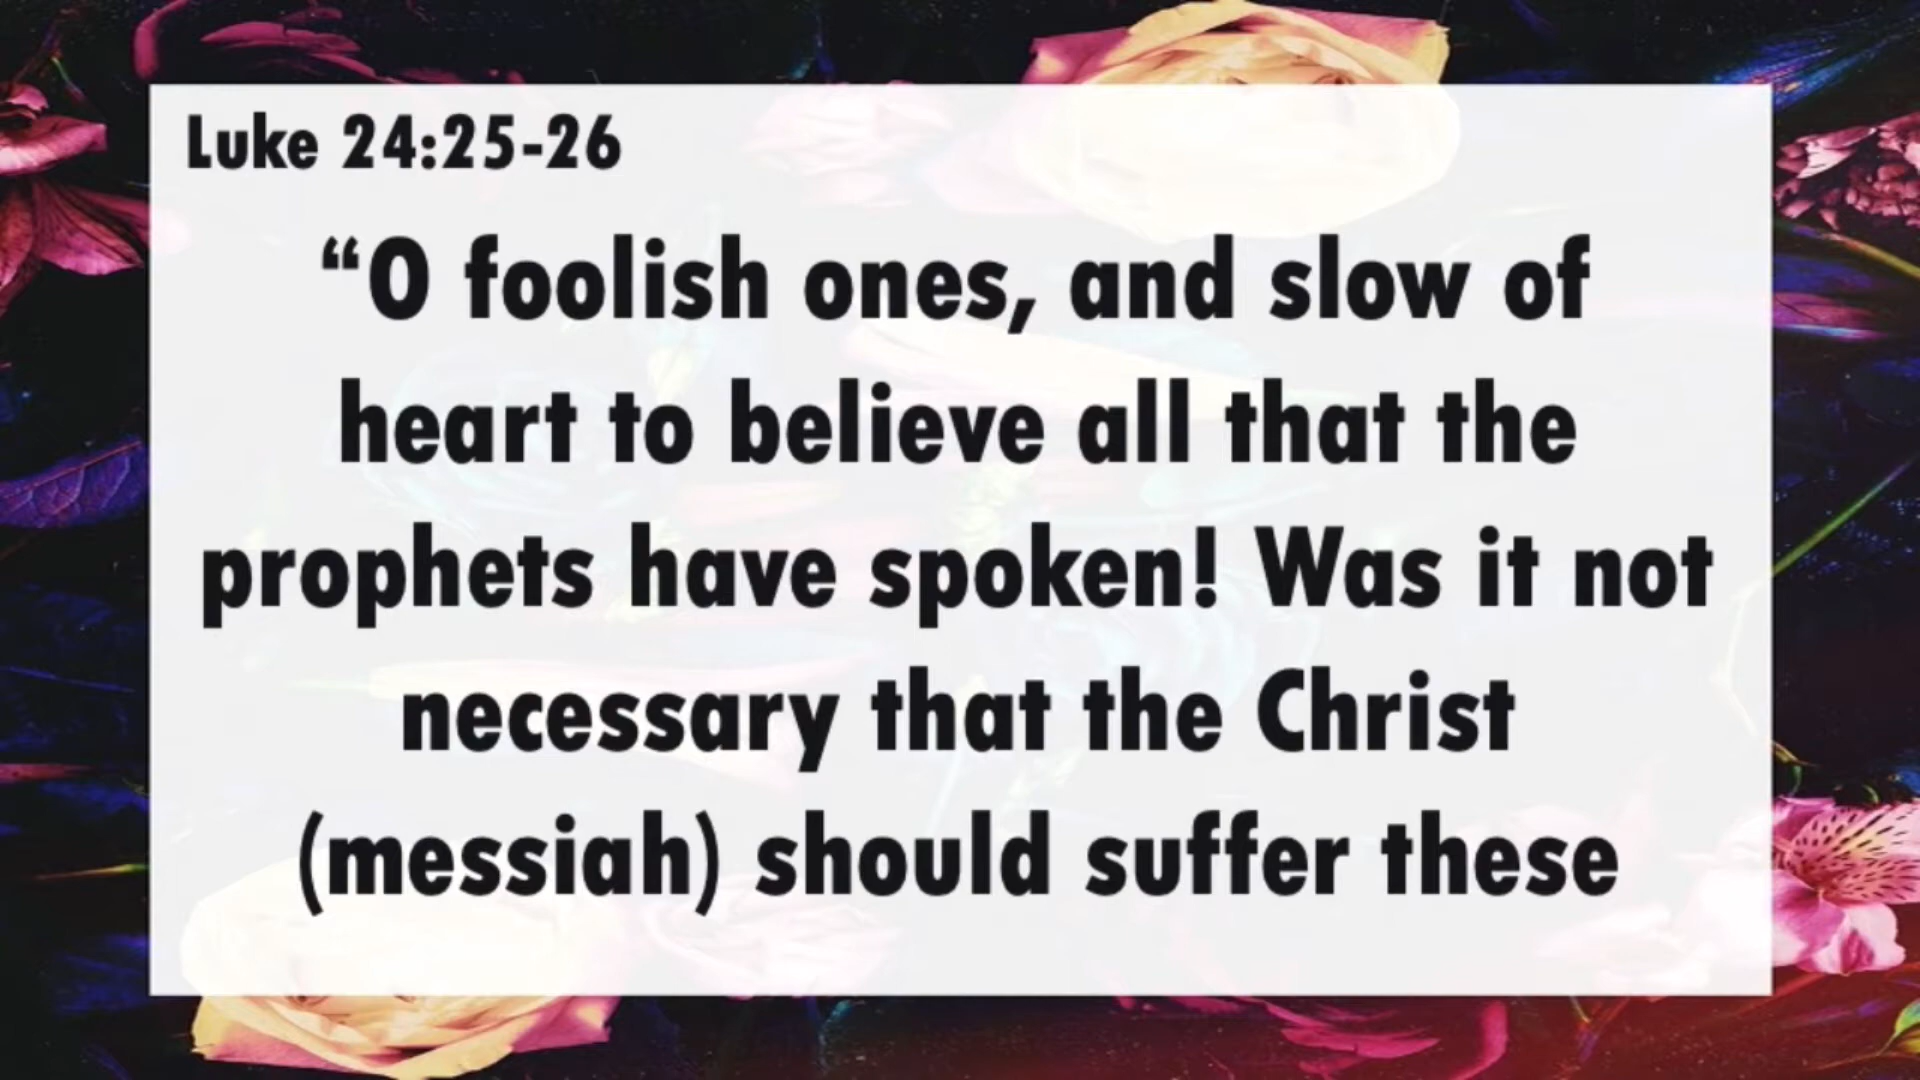 Luke 24:25-26
“O foolish ones, and slow of
heart to believe all that the
prophets have spoken! Was it not
necessary that the Christ
(messiah) should suffer these